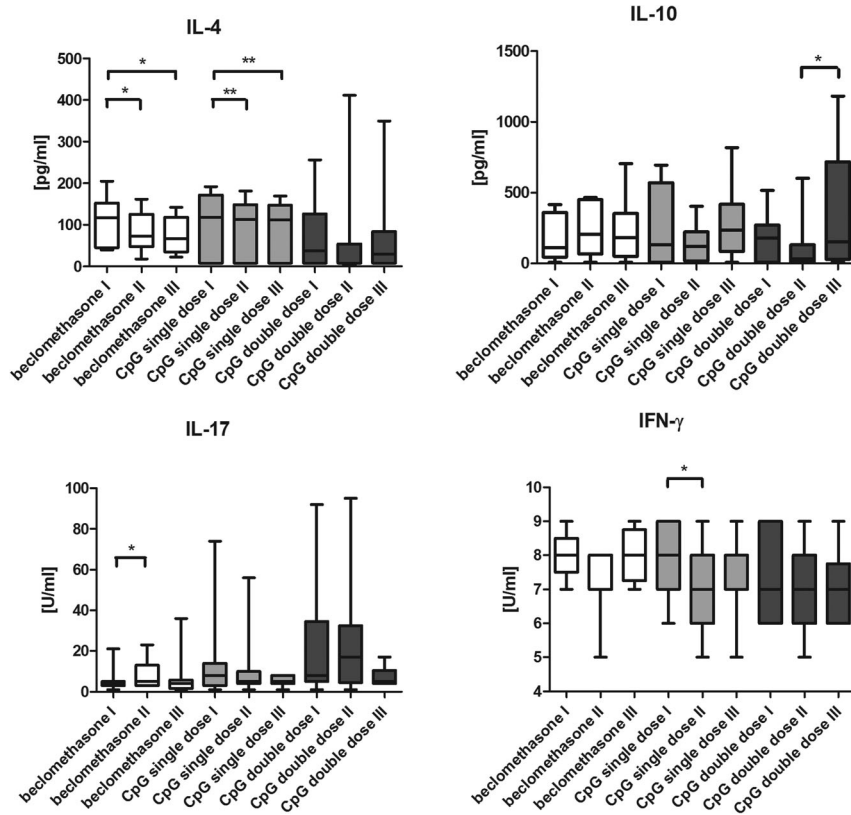 IL-4
500
400
300
200
100
0
[pg/ml]
*
*
**
**
beclomethasone I
beclomethasone II
beclomethasone III
CpG single dose I
CpG single dose II
CpG single dose III
CpG double dose I
CpG double dose II
CpG double dose III
IL-10
1500
1000
500
0
[pg/ml]
*
beclomethasone I
beclomethasone II
beclomethasone III
CpG single dose I
CpG single dose II
CpG single dose III
CpG double dose I
CpG double dose II
CpG double dose III
IL-17
100
80
60
40
20
0
[U/ml]
*
beclomethasone I
beclomethasone II
beclomethasone III
CpG single dose I
CpG single dose II
CpG single dose III
CpG double dose I
CpG double dose II
CpG double dose III
IFN-γ
10
9
8
7
6
5
4
[U/ml]
*
beclomethasone I
beclomethasone II
beclomethasone III
CpG single dose I
CpG single dose II
CpG single dose III
CpG double dose I
CpG double dose II
CpG double dose III